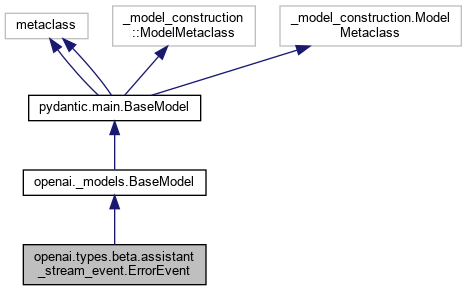 metaclass
_model_construction
::ModelMetaclass
_model_construction.Model
Metaclass
pydantic.main.BaseModel
openai._models.BaseModel
openai.types.beta.assistant
_stream_event.ErrorEvent